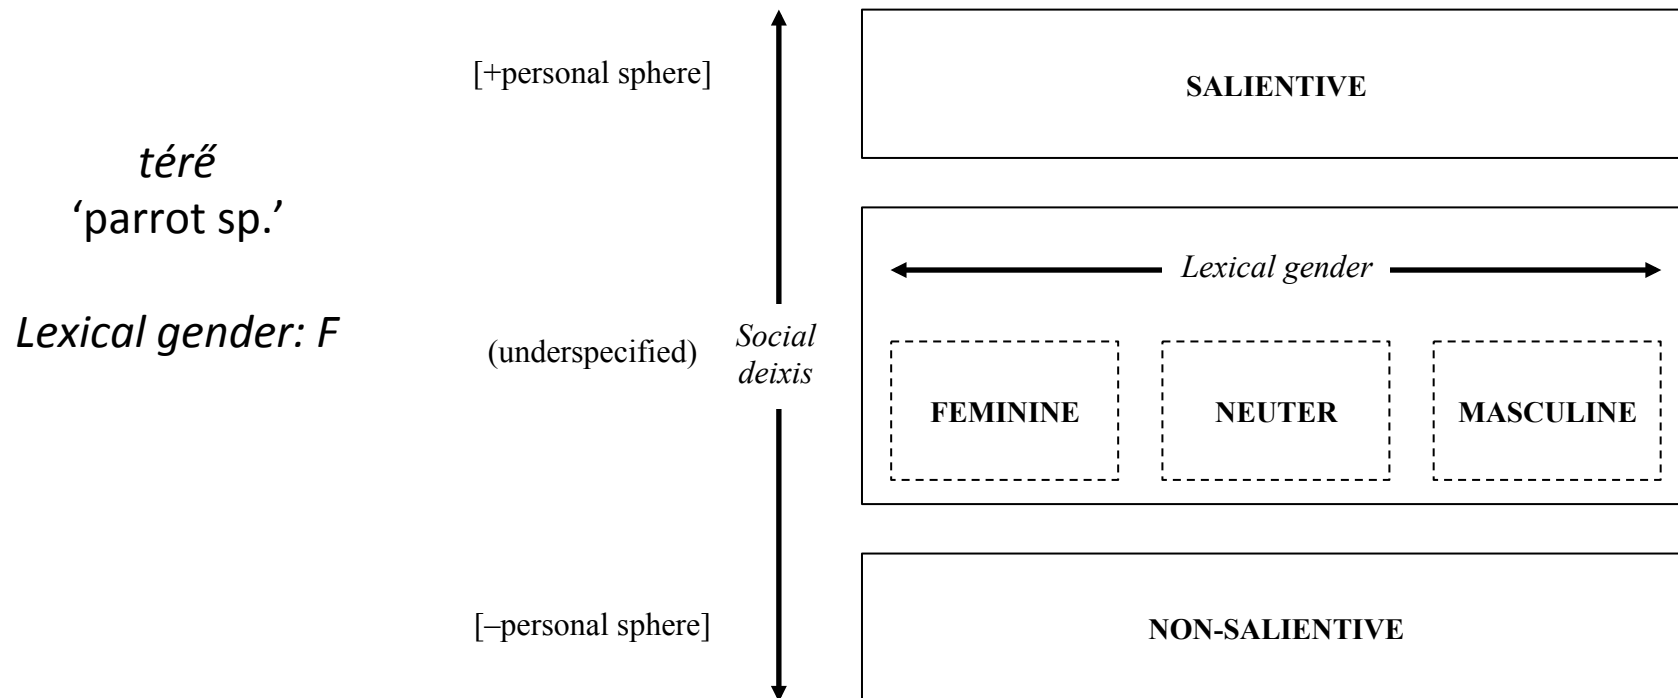 téré̋
‘parrot sp.’
Lexical gender: F
[+personal sphere]
(underspecified)
[–personal sphere]
Social
deixis
SALIENTIVE
Lexical gender
FEMININE NEUTER MASCULINE
NON-SALIENTIVE